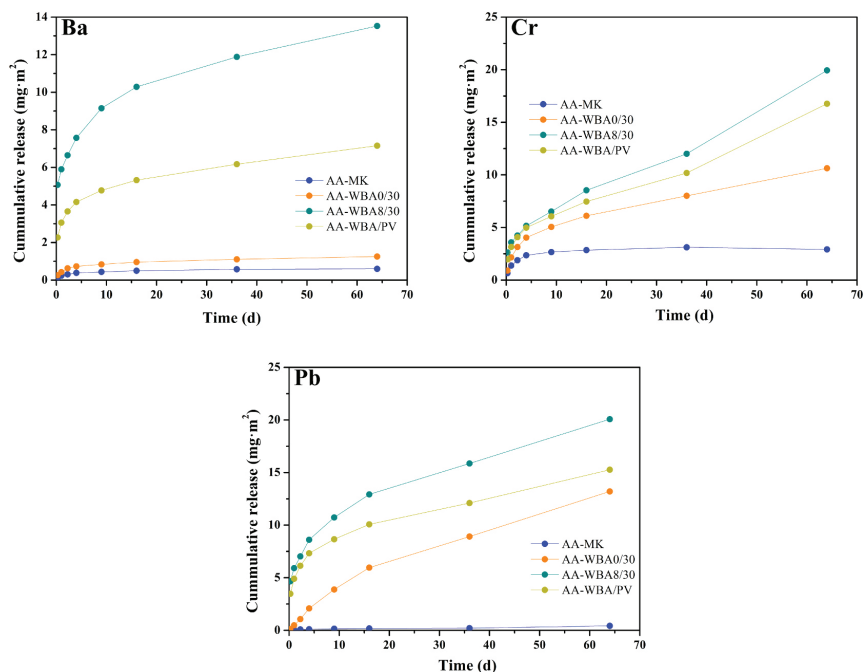 Ba
Cummulative release (mg·m²)
14
12
10
8
6
4
2
0
AA-MK
AA-WBA0/30
AA-WBA8/30
AA-WBA/PV
0 10 20 30 40 50 60 70
Time (d)
Cr
Cummulative release (mg·m²)
25
20
15
10
5
0
AA-MK
AA-WBA0/30
AA-WBA8/30
AA-WBA/PV
0 10 20 30 40 50 60 70
Time (d)
Pb
Cummulative release (mg·m²)
25
20
15
10
5
0
AA-MK
AA-WBA0/30
AA-WBA8/30
AA-WBA/PV
0 10 20 30 40 50 60 70
Time (d)